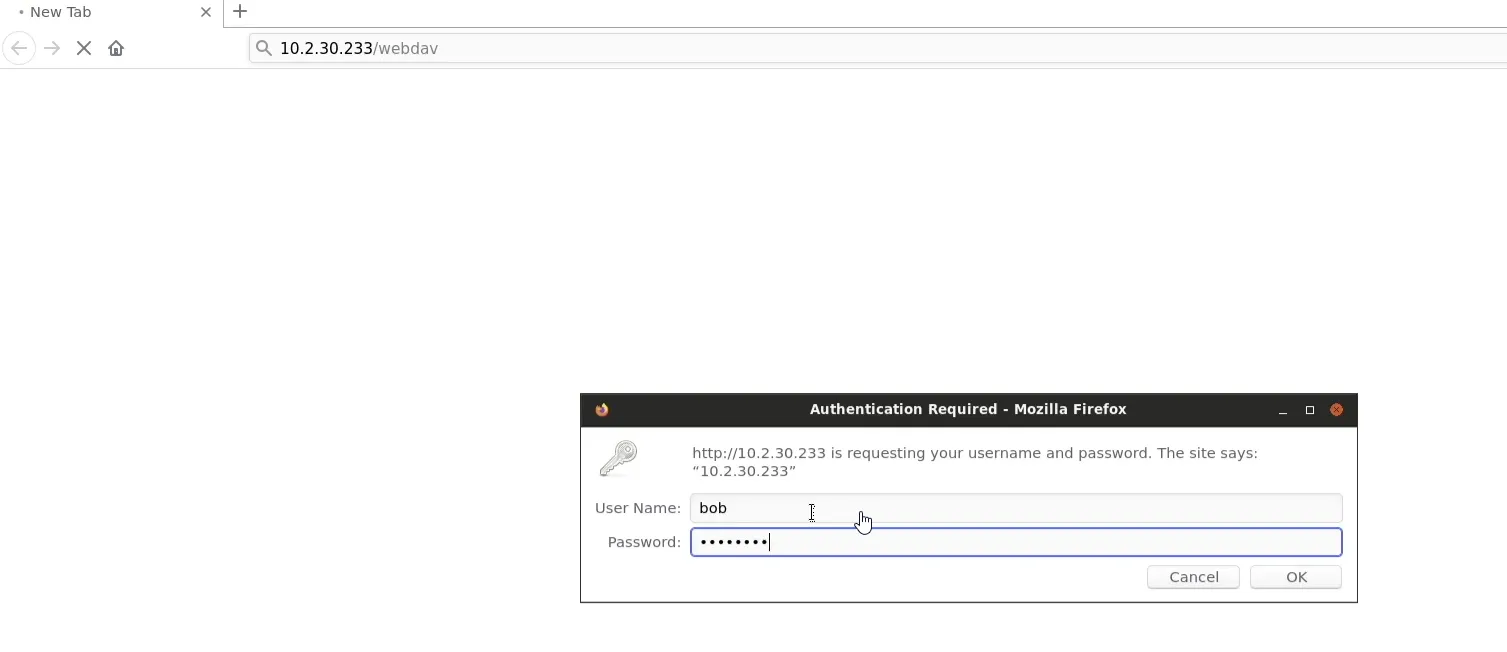 New Tab
10.2.30.233/webdav
Authentication Required - Mozilla Firefox
http://10.2.30.233 is requesting your username and password. The site says:
“10.2.30.233”
User Name: bob
Password: ••••••••
Cancel OK